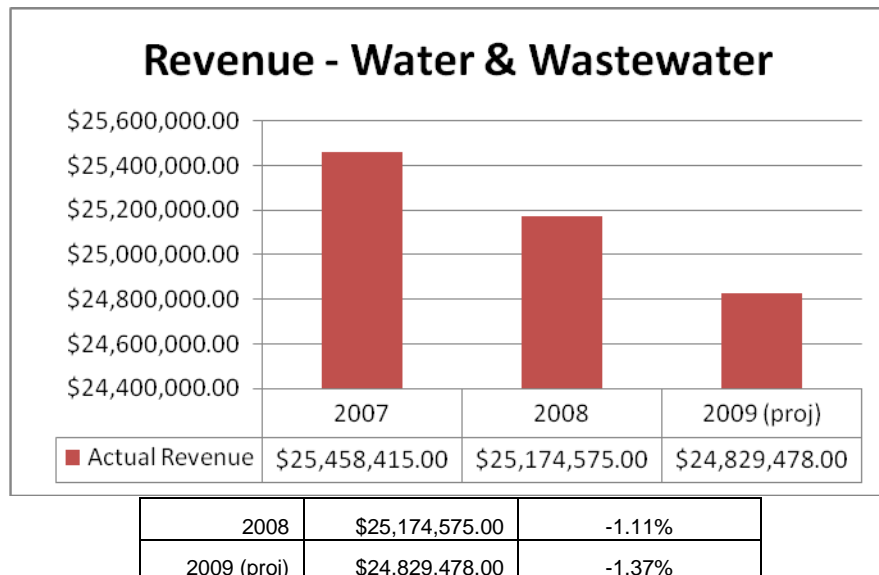 Revenue - Water & Wastewater
$25,600,000.00
$25,400,000.00
$25,200,000.00
$25,000,000.00
$24,800,000.00
$24,600,000.00
$24,400,000.00
2007 2008 2009 (proj)
Actual Revenue $25,458,415.00 $25,174,575.00 $24,829,478.00
2008 $25,174,575.00 -1.11%
2009 (proj) $24,829,478.00 -1.37%